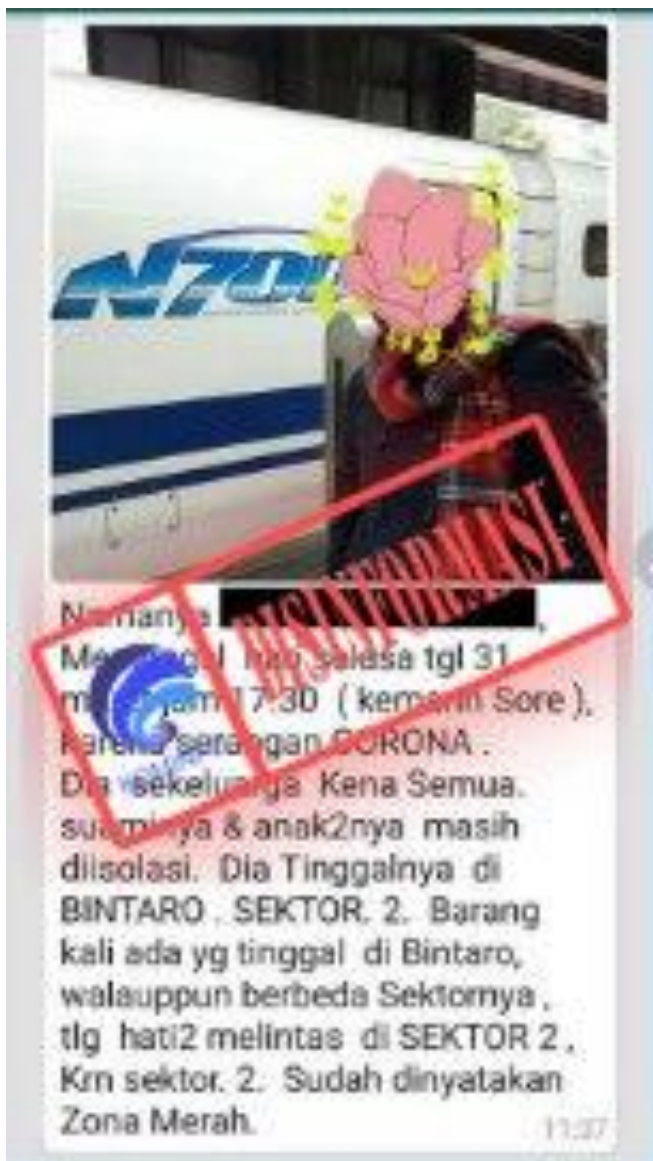 N700
DISINFORMASI
Namanya
Meninggal hari selasa tgl 31
jam 17:30 ( kemarin Sore ),
karena serangan CORONA .
Dia sekeluarga Kena Semua.
suaminya & anak2nya masih
diisolasi. Dia Tinggalnya di
BINTARO . SEKTOR. 2. Barang
kali ada yg tinggal di Bintaro,
walauppun berbeda Sektornya ,
tlg hati2 melintas di SEKTOR 2 ,
Krn sektor. 2. Sudah dinyatakan
Zona Merah.
11:37